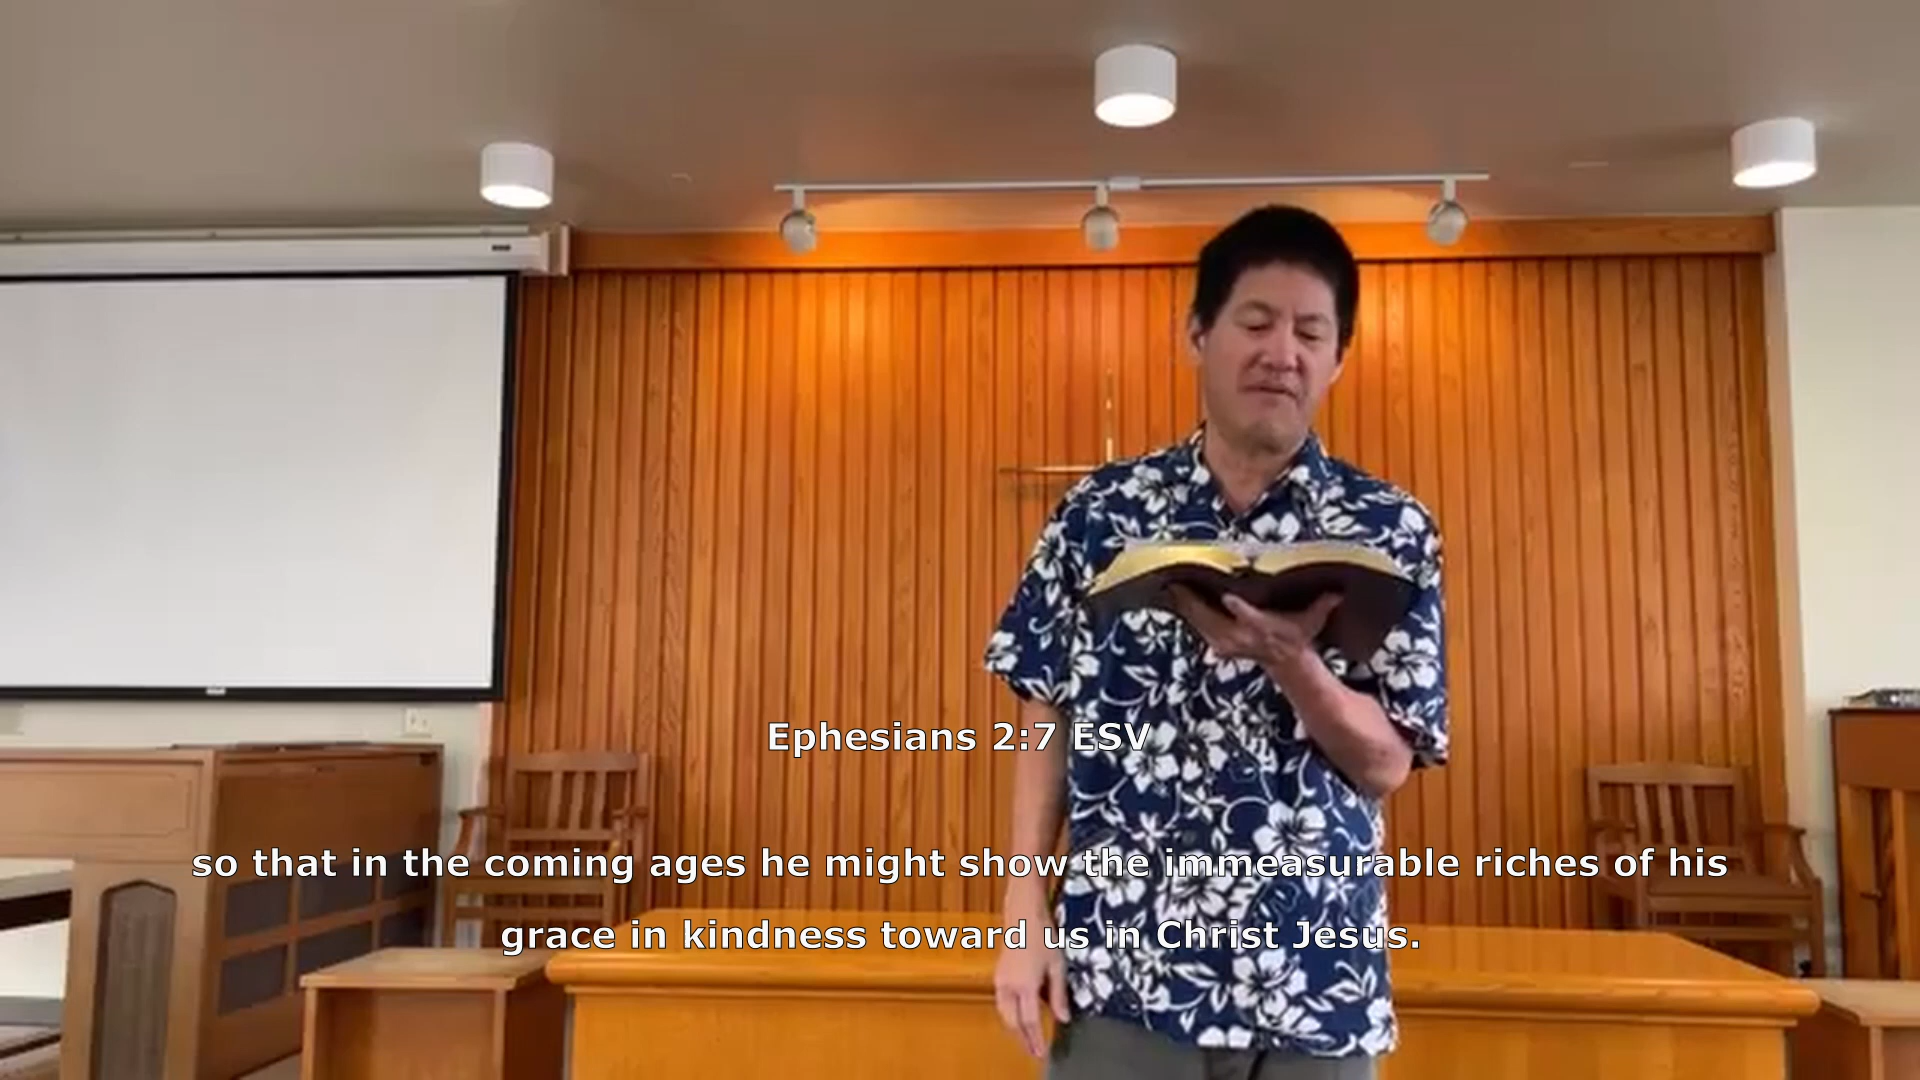 Ephesians 2:7 ESV
so that in the coming ages he might show the immeasurable riches of his
grace in kindness toward us in Christ Jesus.